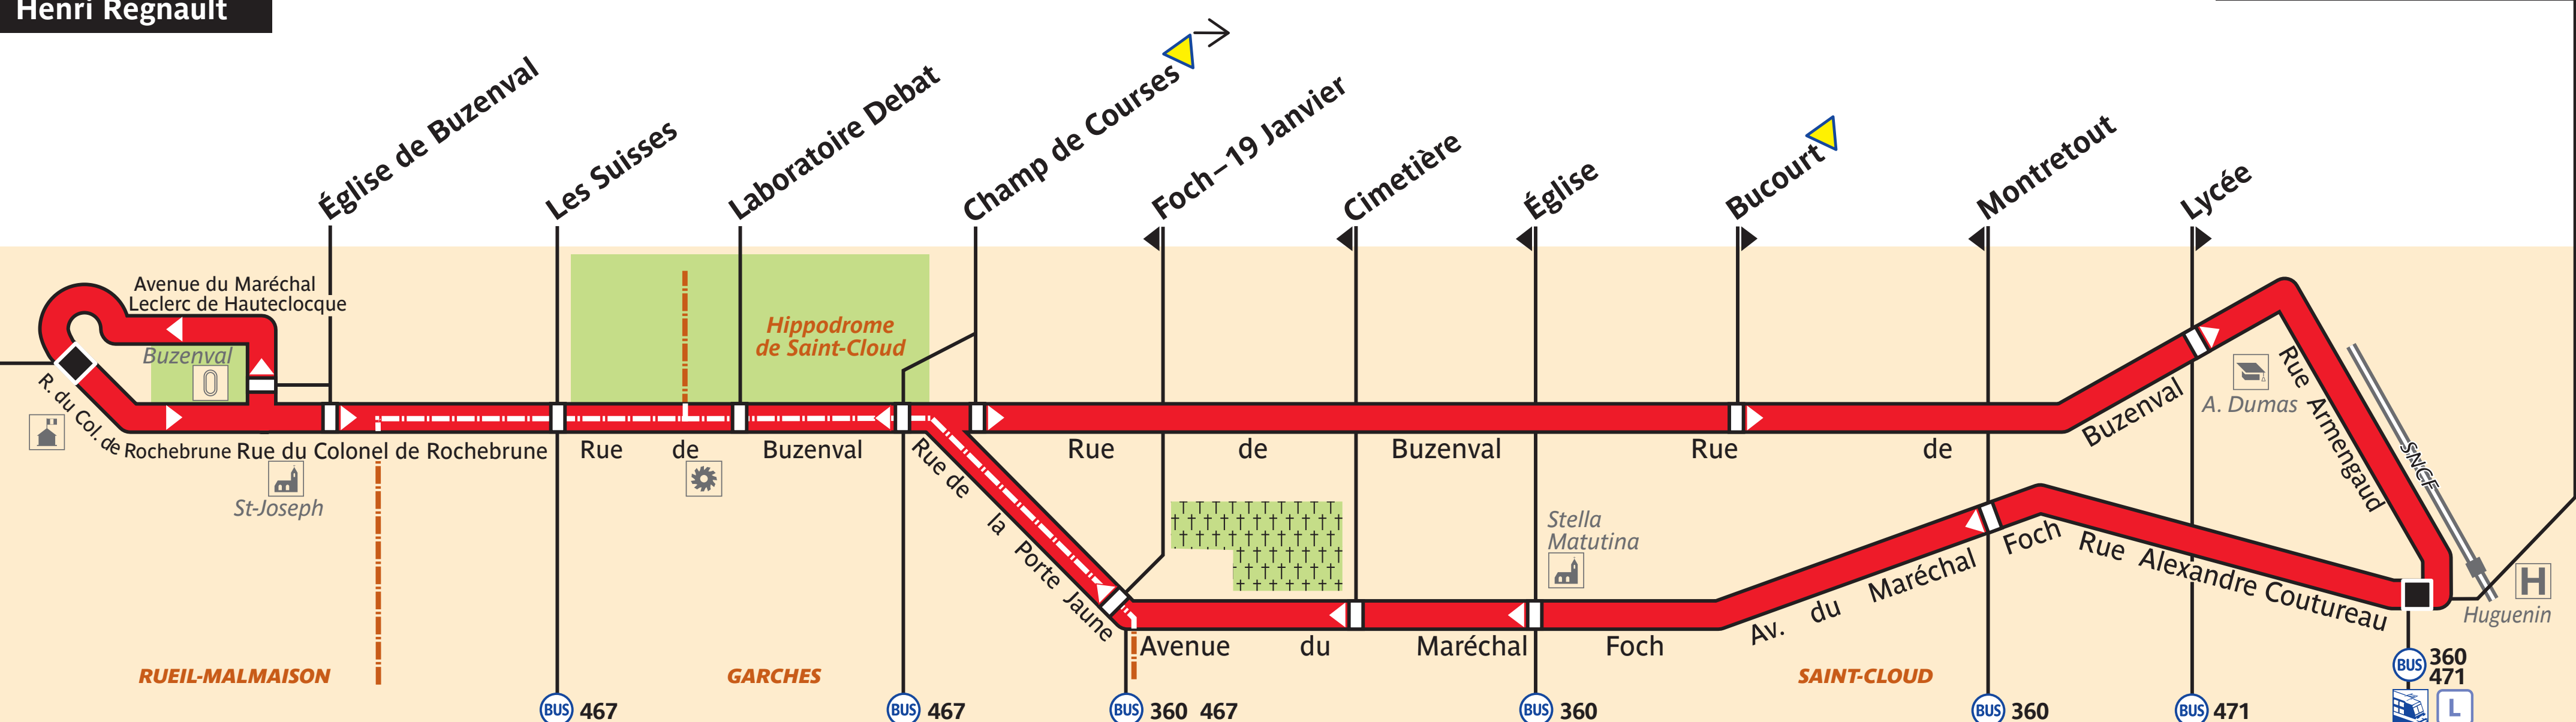 Henri Regnault
Église de Buzenval
Les Suisses
Laboratoire Debat
Champ de Courses
Foch–19 Janvier
Cimetière
Église
Bucourt
Montretout
Lycée
Avenue du Maréchal
Leclerc de Hauteclocque
Buzenval
Hippodrome
de Saint-Cloud
R. du Col. de Rochebrune
Rue du Colonel de Rochebrune
Rue de Buzenval
Rue de Buzenval
Rue de Buzenval
A. Dumas
Rue Armengaud
SNCF
St-Joseph
Rue de la Porte Jaune
Stella
Matutina
Avenue du Maréchal Foch
Av. du Maréchal Foch
Rue Alexandre Coutureau
H
Huguenin
RUEIL-MALMAISON
GARCHES
SAINT-CLOUD
BUS 360
471
BUS 467
BUS 467
BUS 360 467
BUS 360
BUS 360
BUS 471
L